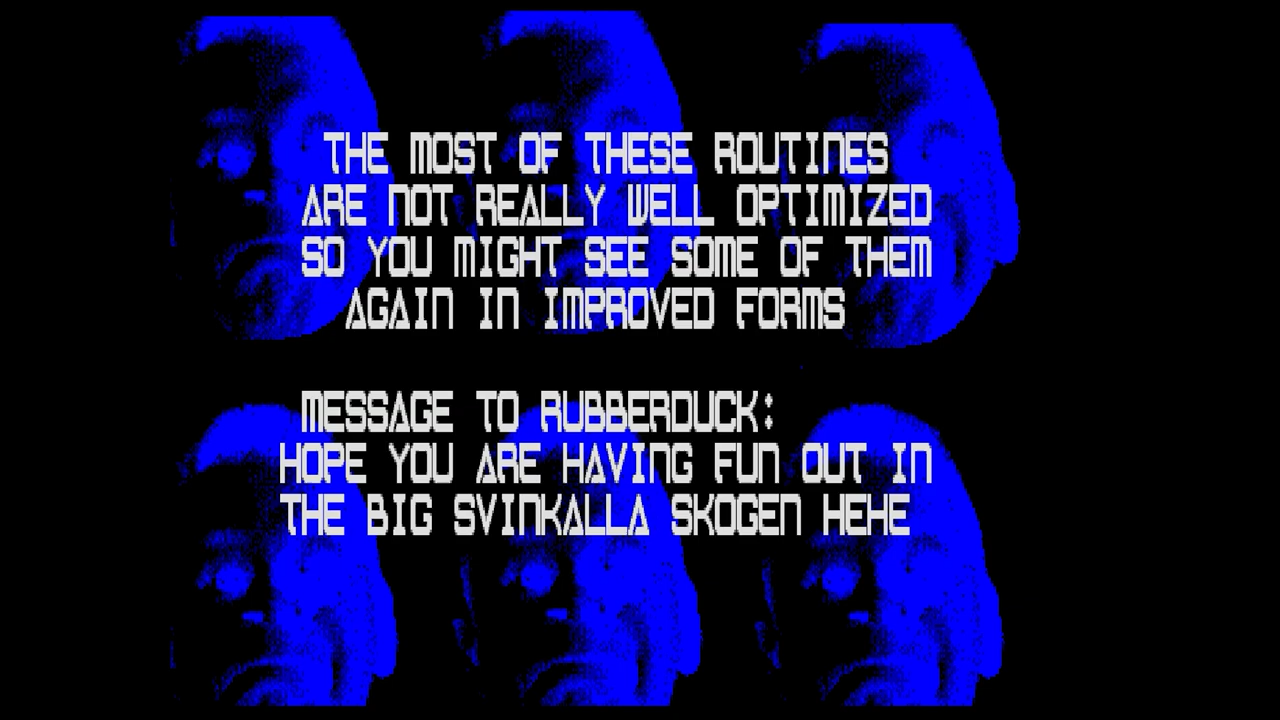 THE MOST OF THESE ROUTINES
ARE NOT REALLY WELL OPTIMIZED
SO YOU MIGHT SEE SOME OF THEM
AGAIN IN IMPROVED FORMS
MESSAGE TO RUBBERDUCK:
HOPE YOU ARE HAVING FUN OUT IN
THE BIG SVINKALLA SKOGEN HEHE